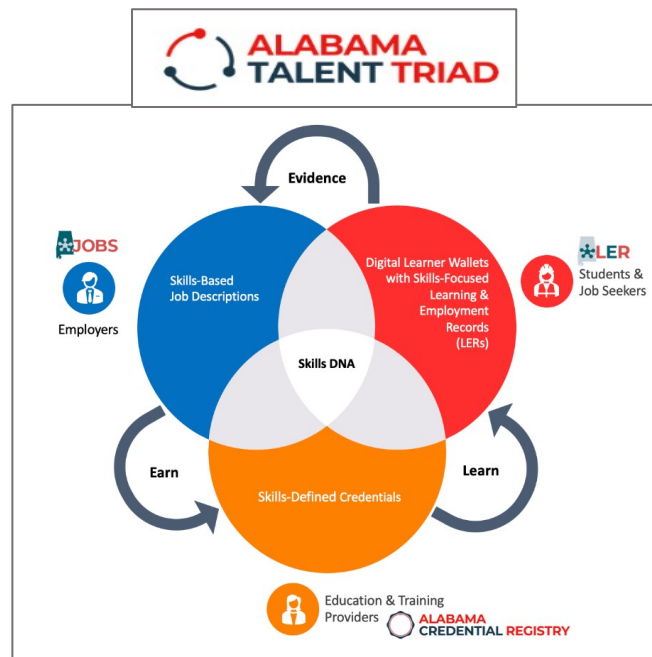 ALABAMA
TALENT TRIAD
Evidence
JOBS
Employers
Skills-Based
Job Descriptions
Digital Learner Wallets
with Skills-Focused
Learning &
Employment
Records
(LERs)
LER
Students &
Job Seekers
Skills DNA
Earn
Learn
Skills-Defined Credentials
Education & Training
Providers
ALABAMA
CREDENTIAL REGISTRY